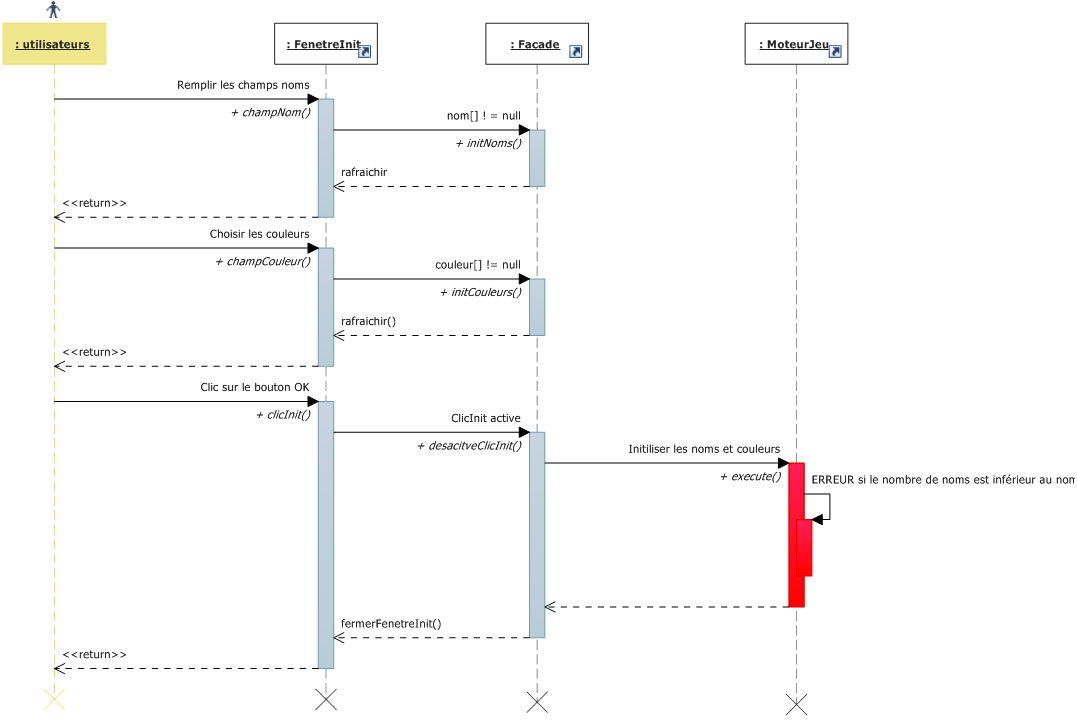 : utilisateurs
: FenetreInit
: Facade
: MoteurJeu
Remplir les champs noms
+ champNom()
nom[] ! = null
+ initNoms()
rafraichir
<<return>>
Choisir les couleurs
+ champCouleur()
couleur[] != null
+ initCouleurs()
rafraichir()
<<return>>
Clic sur le bouton OK
+ clicInit()
ClicInit active
+ desacitveClicInit()
Initiliser les noms et couleurs
+ execute()
ERREUR si le nombre de noms est inférieur au
fermerFenetreInit()
<<return>>